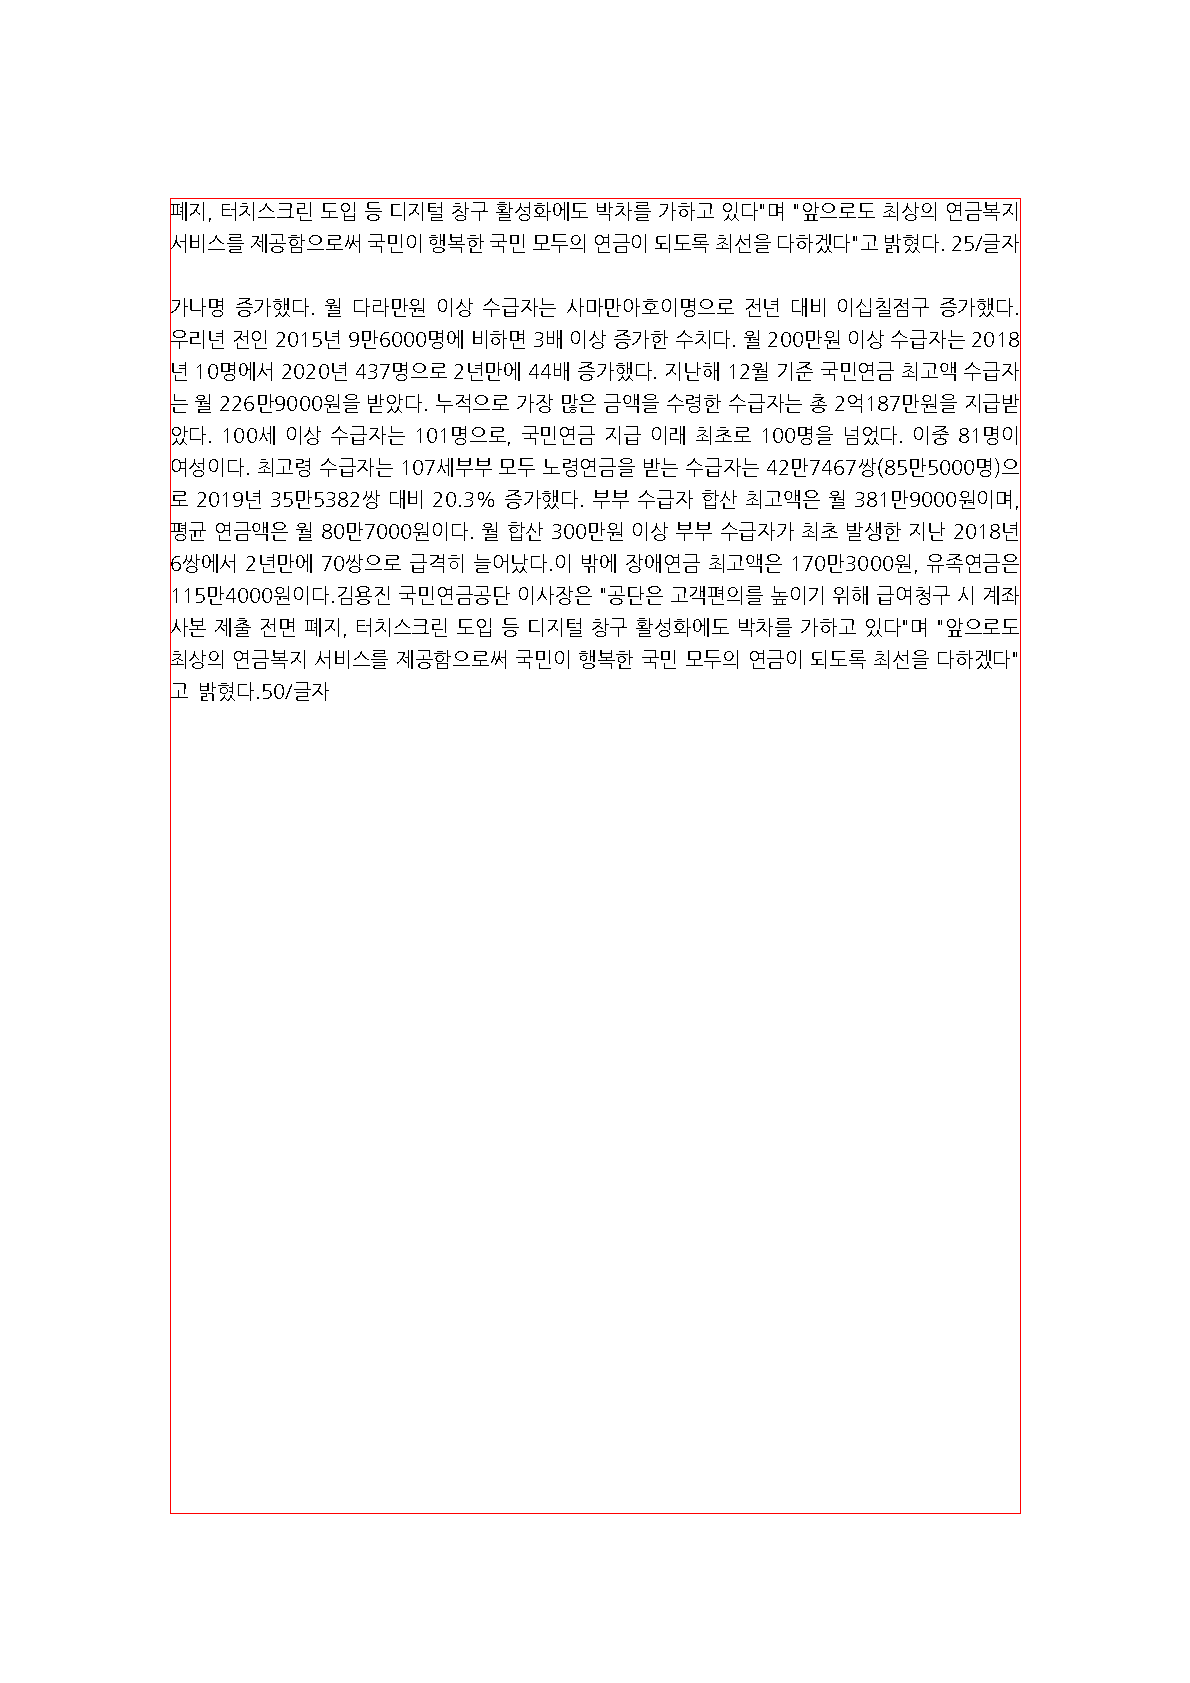 폐지, 터치스크린 도입 등 디지털 창구 활성화에도 박차를 가하고 있다"며 "앞으로도 최상의 연금복지
서비스를 제공함으로써 국민이 행복한 국민 모두의 연금이 되도록 최선을 다하겠다"고 밝혔다. 25/글자
가나명 증가했다. 월 다라만원 이상 수급자는 사마만아호이명으로 전년 대비 이십칠점구 증가했다.
우리년 전인 2015년 9만6000명에 비하면 3배 이상 증가한 수치다. 월 200만원 이상 수급자는 2018
년 10명에서 2020년 437명으로 2년만에 44배 증가했다. 지난해 12월 기준 국민연금 최고액 수급자
는 월 226만9000원을 받았다. 누적으로 가장 많은 금액을 수령한 수급자는 총 2억187만원을 지급받
았다. 100세 이상 수급자는 101명으로, 국민연금 지급 이래 최초로 100명을 넘었다. 이중 81명이
여성이다. 최고령 수급자는 107세부부 모두 노령연금을 받는 수급자는 42만7467쌍(85만5000명)으
로 2019년 35만5382쌍 대비 20.3% 증가했다. 부부 수급자 합산 최고액은 월 381만9000원이며,
평균 연금액은 월 80만7000원이다. 월 합산 300만원 이상 부부 수급자가 최초 발생한 지난 2018년
6쌍에서 2년만에 70쌍으로 급격히 늘어났다.이 밖에 장애연금 최고액은 170만3000원, 유족연금은
115만4000원이다.김용진 국민연금공단 이사장은 "공단은 고객편의를 높이기 위해 급여청구 시 계좌
사본 제출 전면 폐지, 터치스크린 도입 등 디지털 창구 활성화에도 박차를 가하고 있다"며 "앞으로도
최상의 연금복지 서비스를 제공함으로써 국민이 행복한 국민 모두의 연금이 되도록 최선을 다하겠다"
고 밝혔다.50/글자